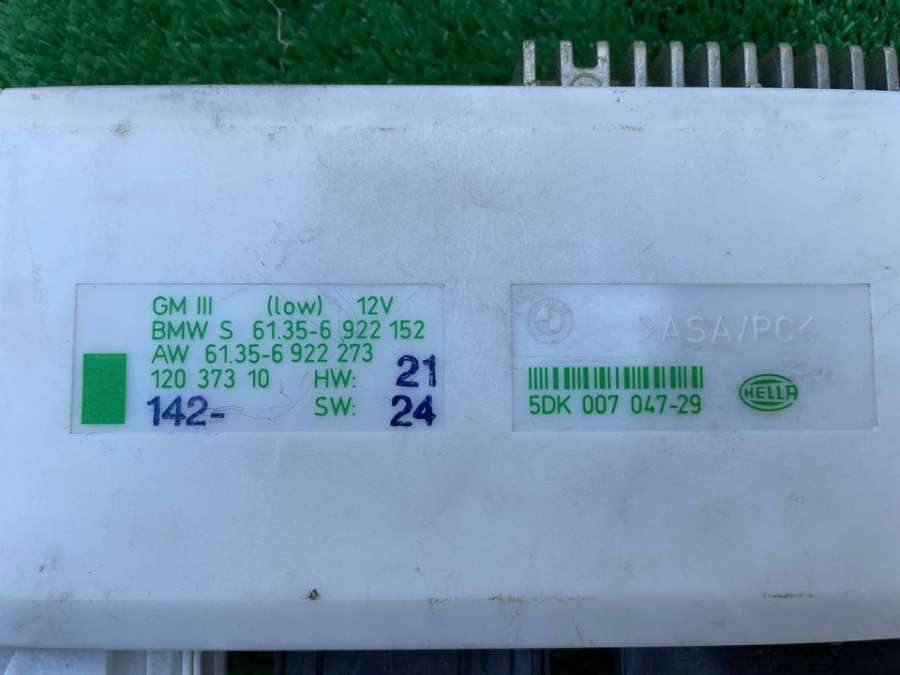 GM III (low) 12V
BMW S 61.35-6 922 152
AW 61.35-6 922 273
120 373 10 HW: 21
142- SW: 24
>ASA/PC<
5DK 007 047-29
HELLA